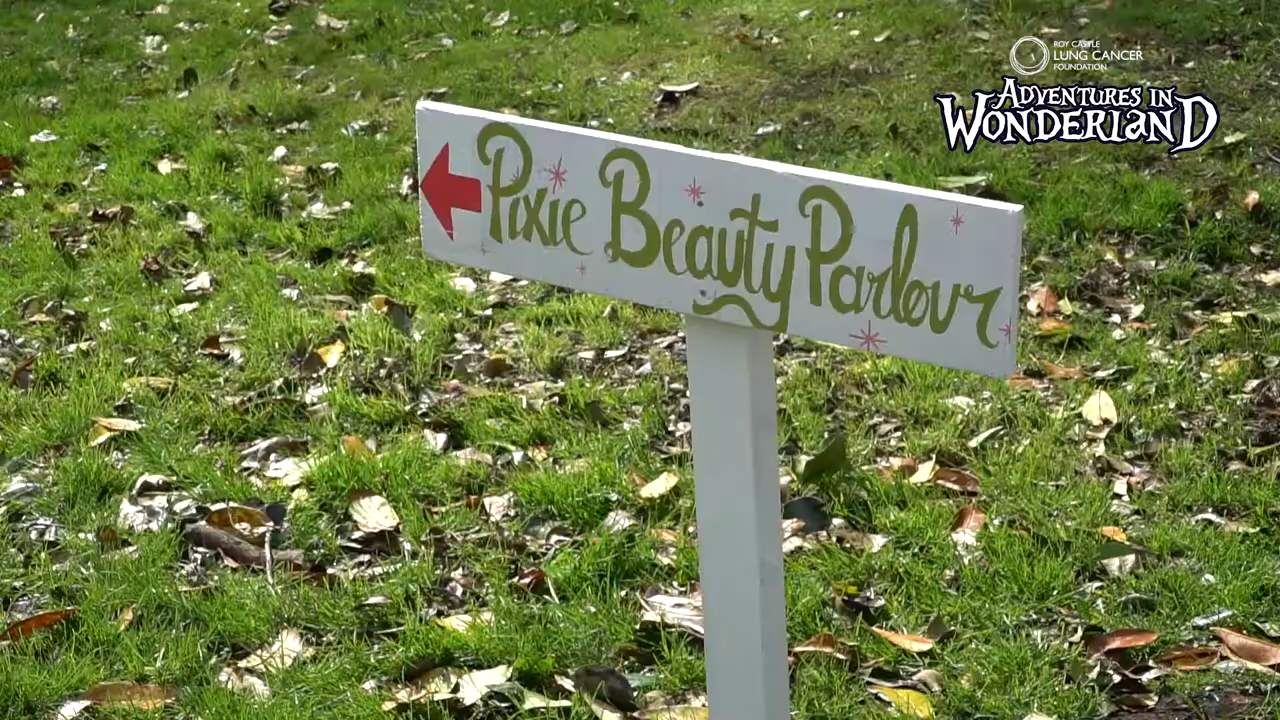 ROY CASTLE
LUNG CANCER
FOUNDATION
ADVENTURES IN
WONDERLAND
Pixie Beauty Parlour